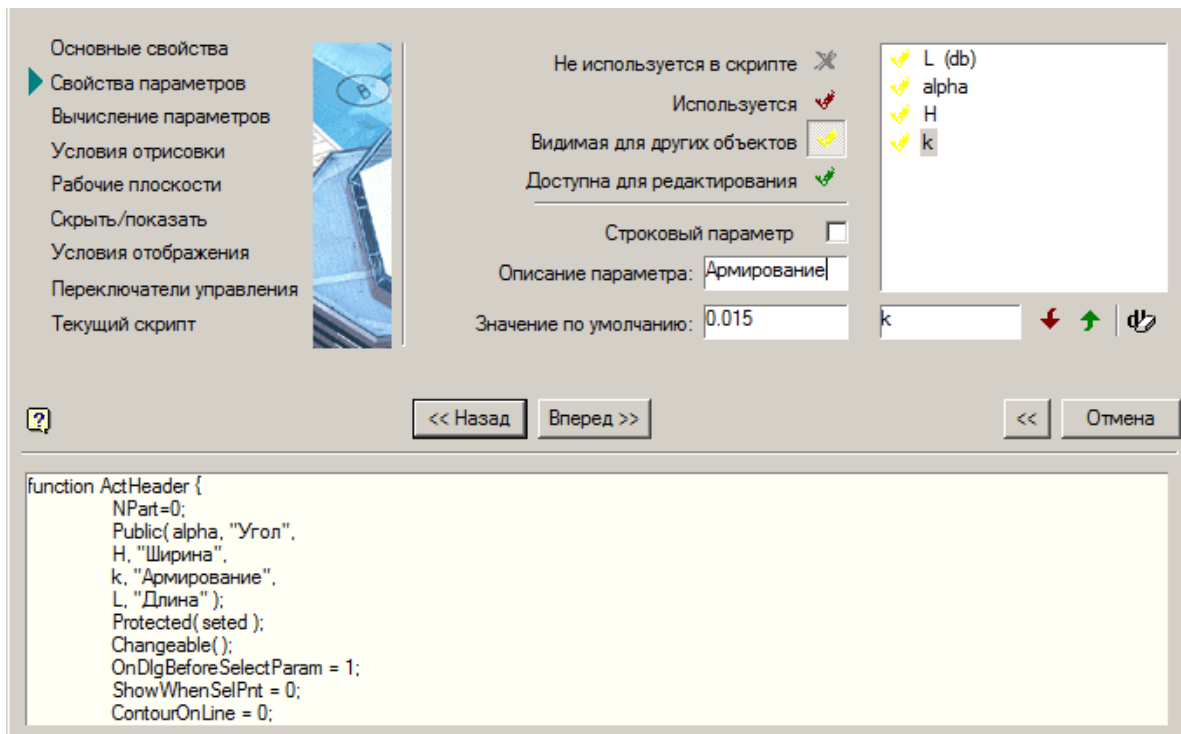 Основные свойства
Свойства параметров
Вычисление параметров
Условия отрисовки
Рабочие плоскости
Скрыть/показать
Условия отображения
Переключатели управления
Текущий скрипт
B
Не используется в скрипте
Используется
Видимая для других объектов
Доступна для редактирования
Строковый параметр
Описание параметра: Армирование
Значение по умолчанию: 0.015
L (db)
alpha
H
k
k
<< Назад
Вперед >>
<<
Отмена
function ActHeader {
NPart=0;
Public( alpha, "Угол",
H, "Ширина",
k, "Армирование",
L, "Длина" );
Protected( seted );
Changeable( );
OnDlgBeforeSelectParam = 1;
ShowWhenSelPnt = 0;
ContourOnLine = 0;